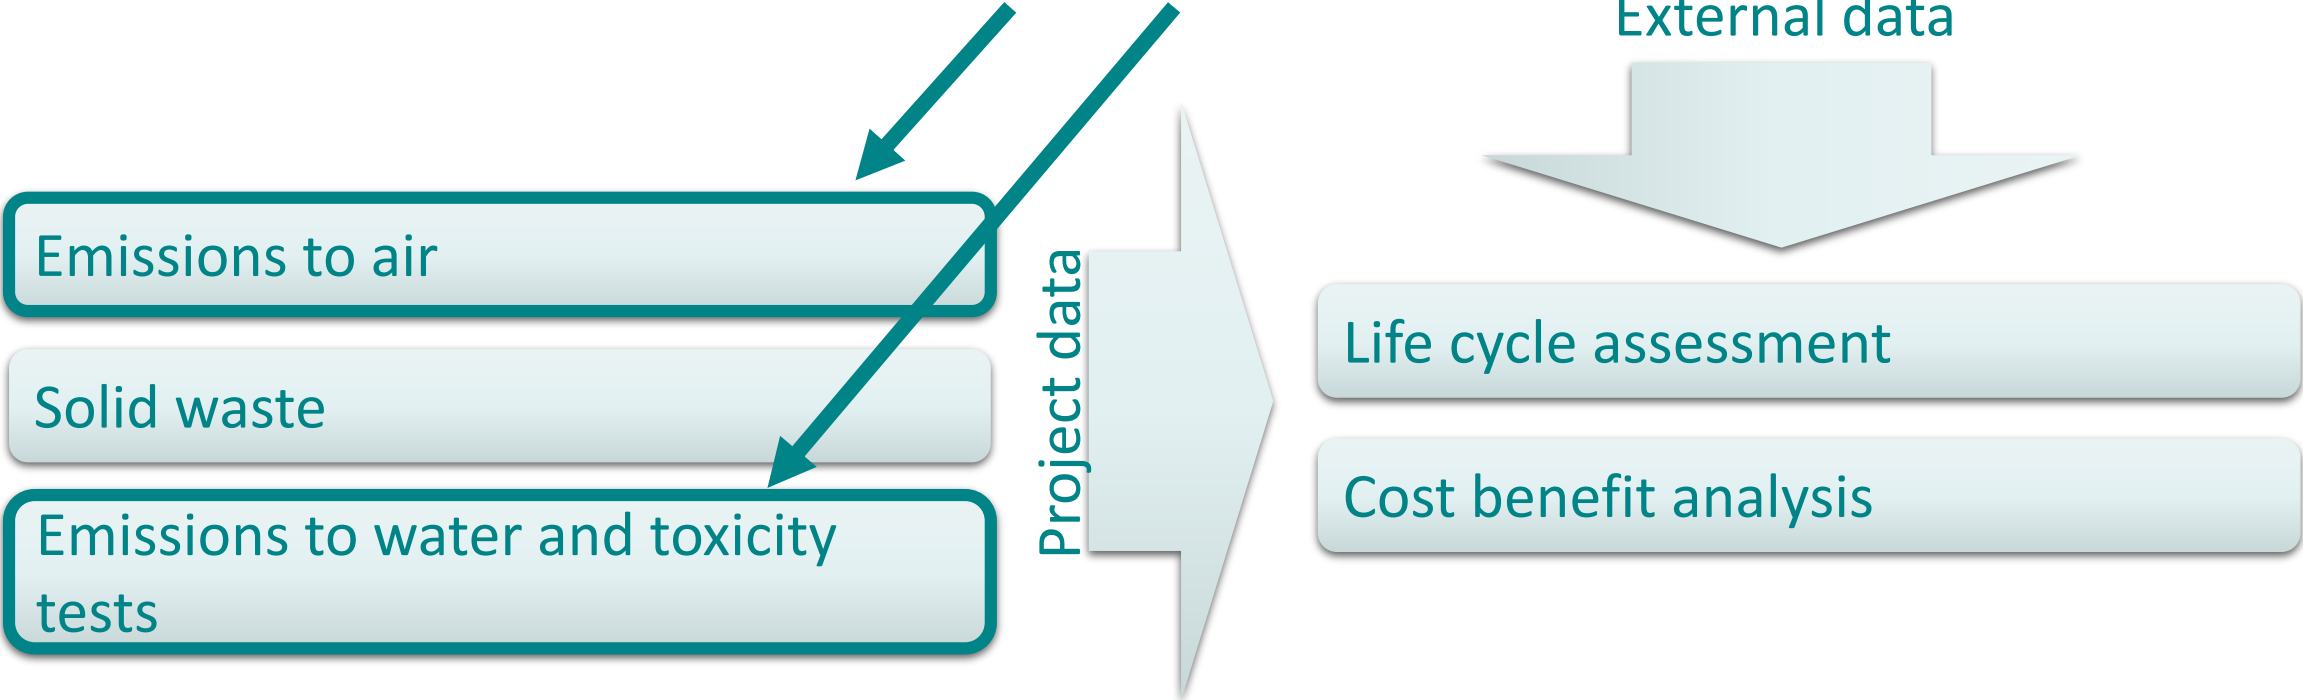 External data
Emissions to air
Solid waste
Emissions to water and toxicity
tests
Project data
Life cycle assessment
Cost benefit analysis